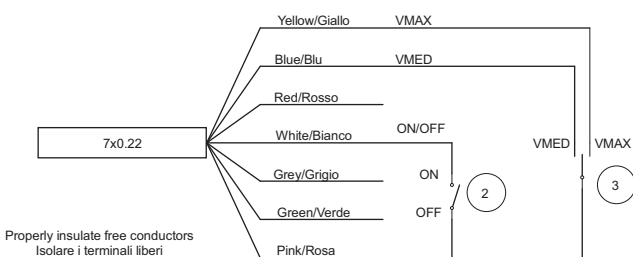 Yellow/Giallo VMAX
Blue/Blu VMED
Red/Rosso
White/Bianco ON/OFF
7x0.22
VMED VMAX
Grey/Grigio ON
2
3
Green/Verde OFF
Properly insulate free conductors
Isolare i terminali liberi
Pink/Rosa